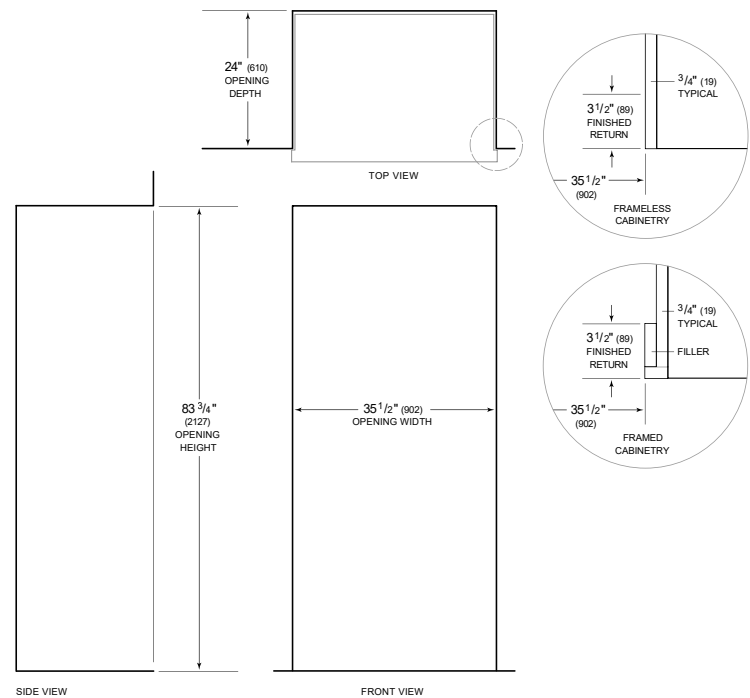 24" (610)
OPENING
DEPTH
TOP VIEW
3/4" (19)
TYPICAL
3 1/2" (89)
FINISHED
RETURN
35 1/2"
(902)
FRAMELESS
CABINETRY
3/4" (19)
TYPICAL
3 1/2" (89)
FINISHED
RETURN
FILLER
35 1/2"
(902)
FRAMED
CABINETRY
83 3/4"
(2127)
OPENING
HEIGHT
35 1/2" (902)
OPENING WIDTH
SIDE VIEW
FRONT VIEW